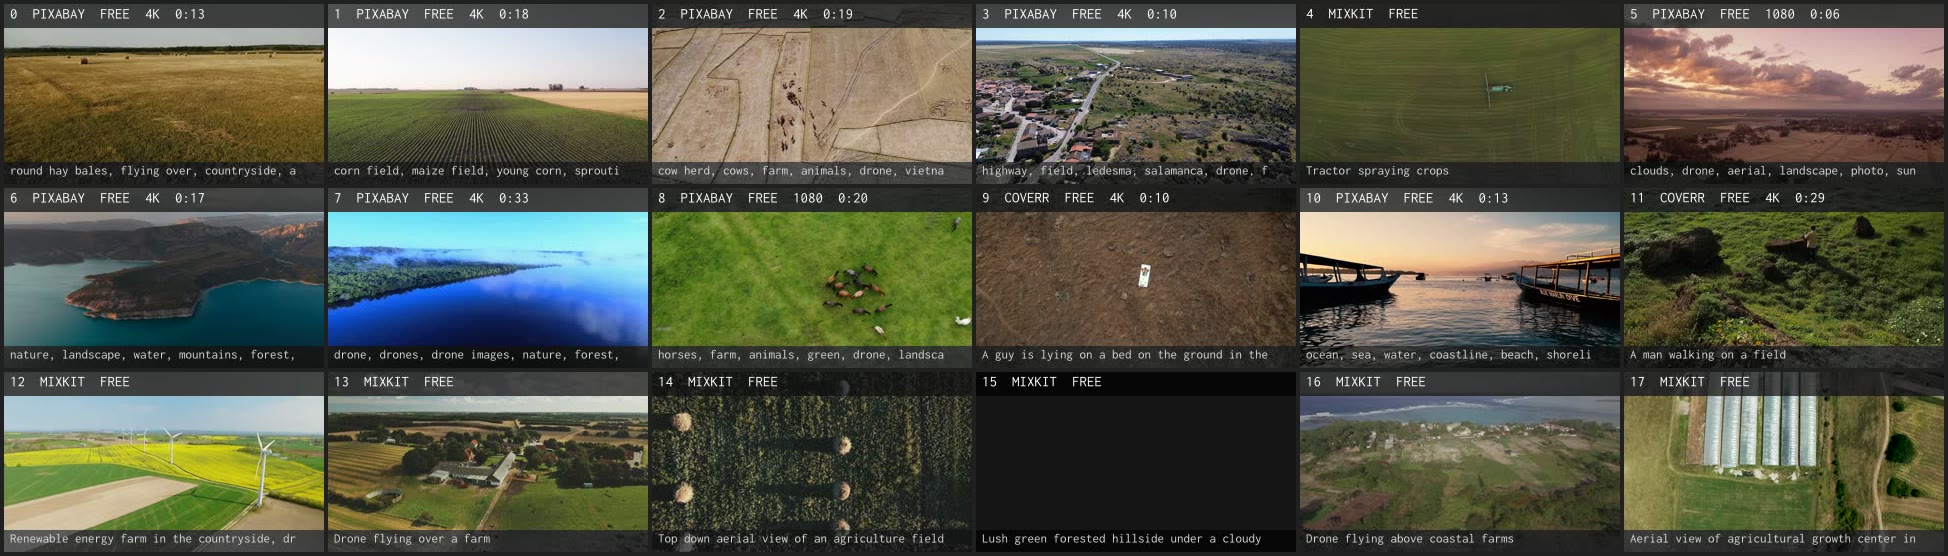 0 PIXABAY FREE 4K 0:13
round hay bales, flying over, countryside, a
1 PIXABAY FREE 4K 0:18
corn field, maize field, young corn, sprouti
2 PIXABAY FREE 4K 0:19
cow herd, cows, farm, animals, drone, vietna
3 PIXABAY FREE 4K 0:10
highway, field, ledesma, salamanca, drone, f
4 MIXKIT FREE
Tractor spraying crops
5 PIXABAY FREE 1080 0:06
clouds, drone, aerial, landscape, photo, sun
6 PIXABAY FREE 4K 0:17
nature, landscape, water, mountains, forest,
7 PIXABAY FREE 4K 0:33
drone, drones, drone images, nature, forest,
8 PIXABAY FREE 1080 0:20
horses, farm, animals, green, drone, landsca
9 COVERR FREE 4K 0:10
A guy is lying on a bed on the ground in the
10 PIXABAY FREE 4K 0:13
ocean, sea, water, coastline, beach, shoreli
11 COVERR FREE 4K 0:29
A man walking on a field
12 MIXKIT FREE
Renewable energy farm in the countryside, dr
13 MIXKIT FREE
Drone flying over a farm
14 MIXKIT FREE
Top down aerial view of an agriculture field
15 MIXKIT FREE
Lush green forested hillside under a cloudy
16 MIXKIT FREE
Drone flying above coastal farms
17 MIXKIT FREE
Aerial view of agricultural growth center in